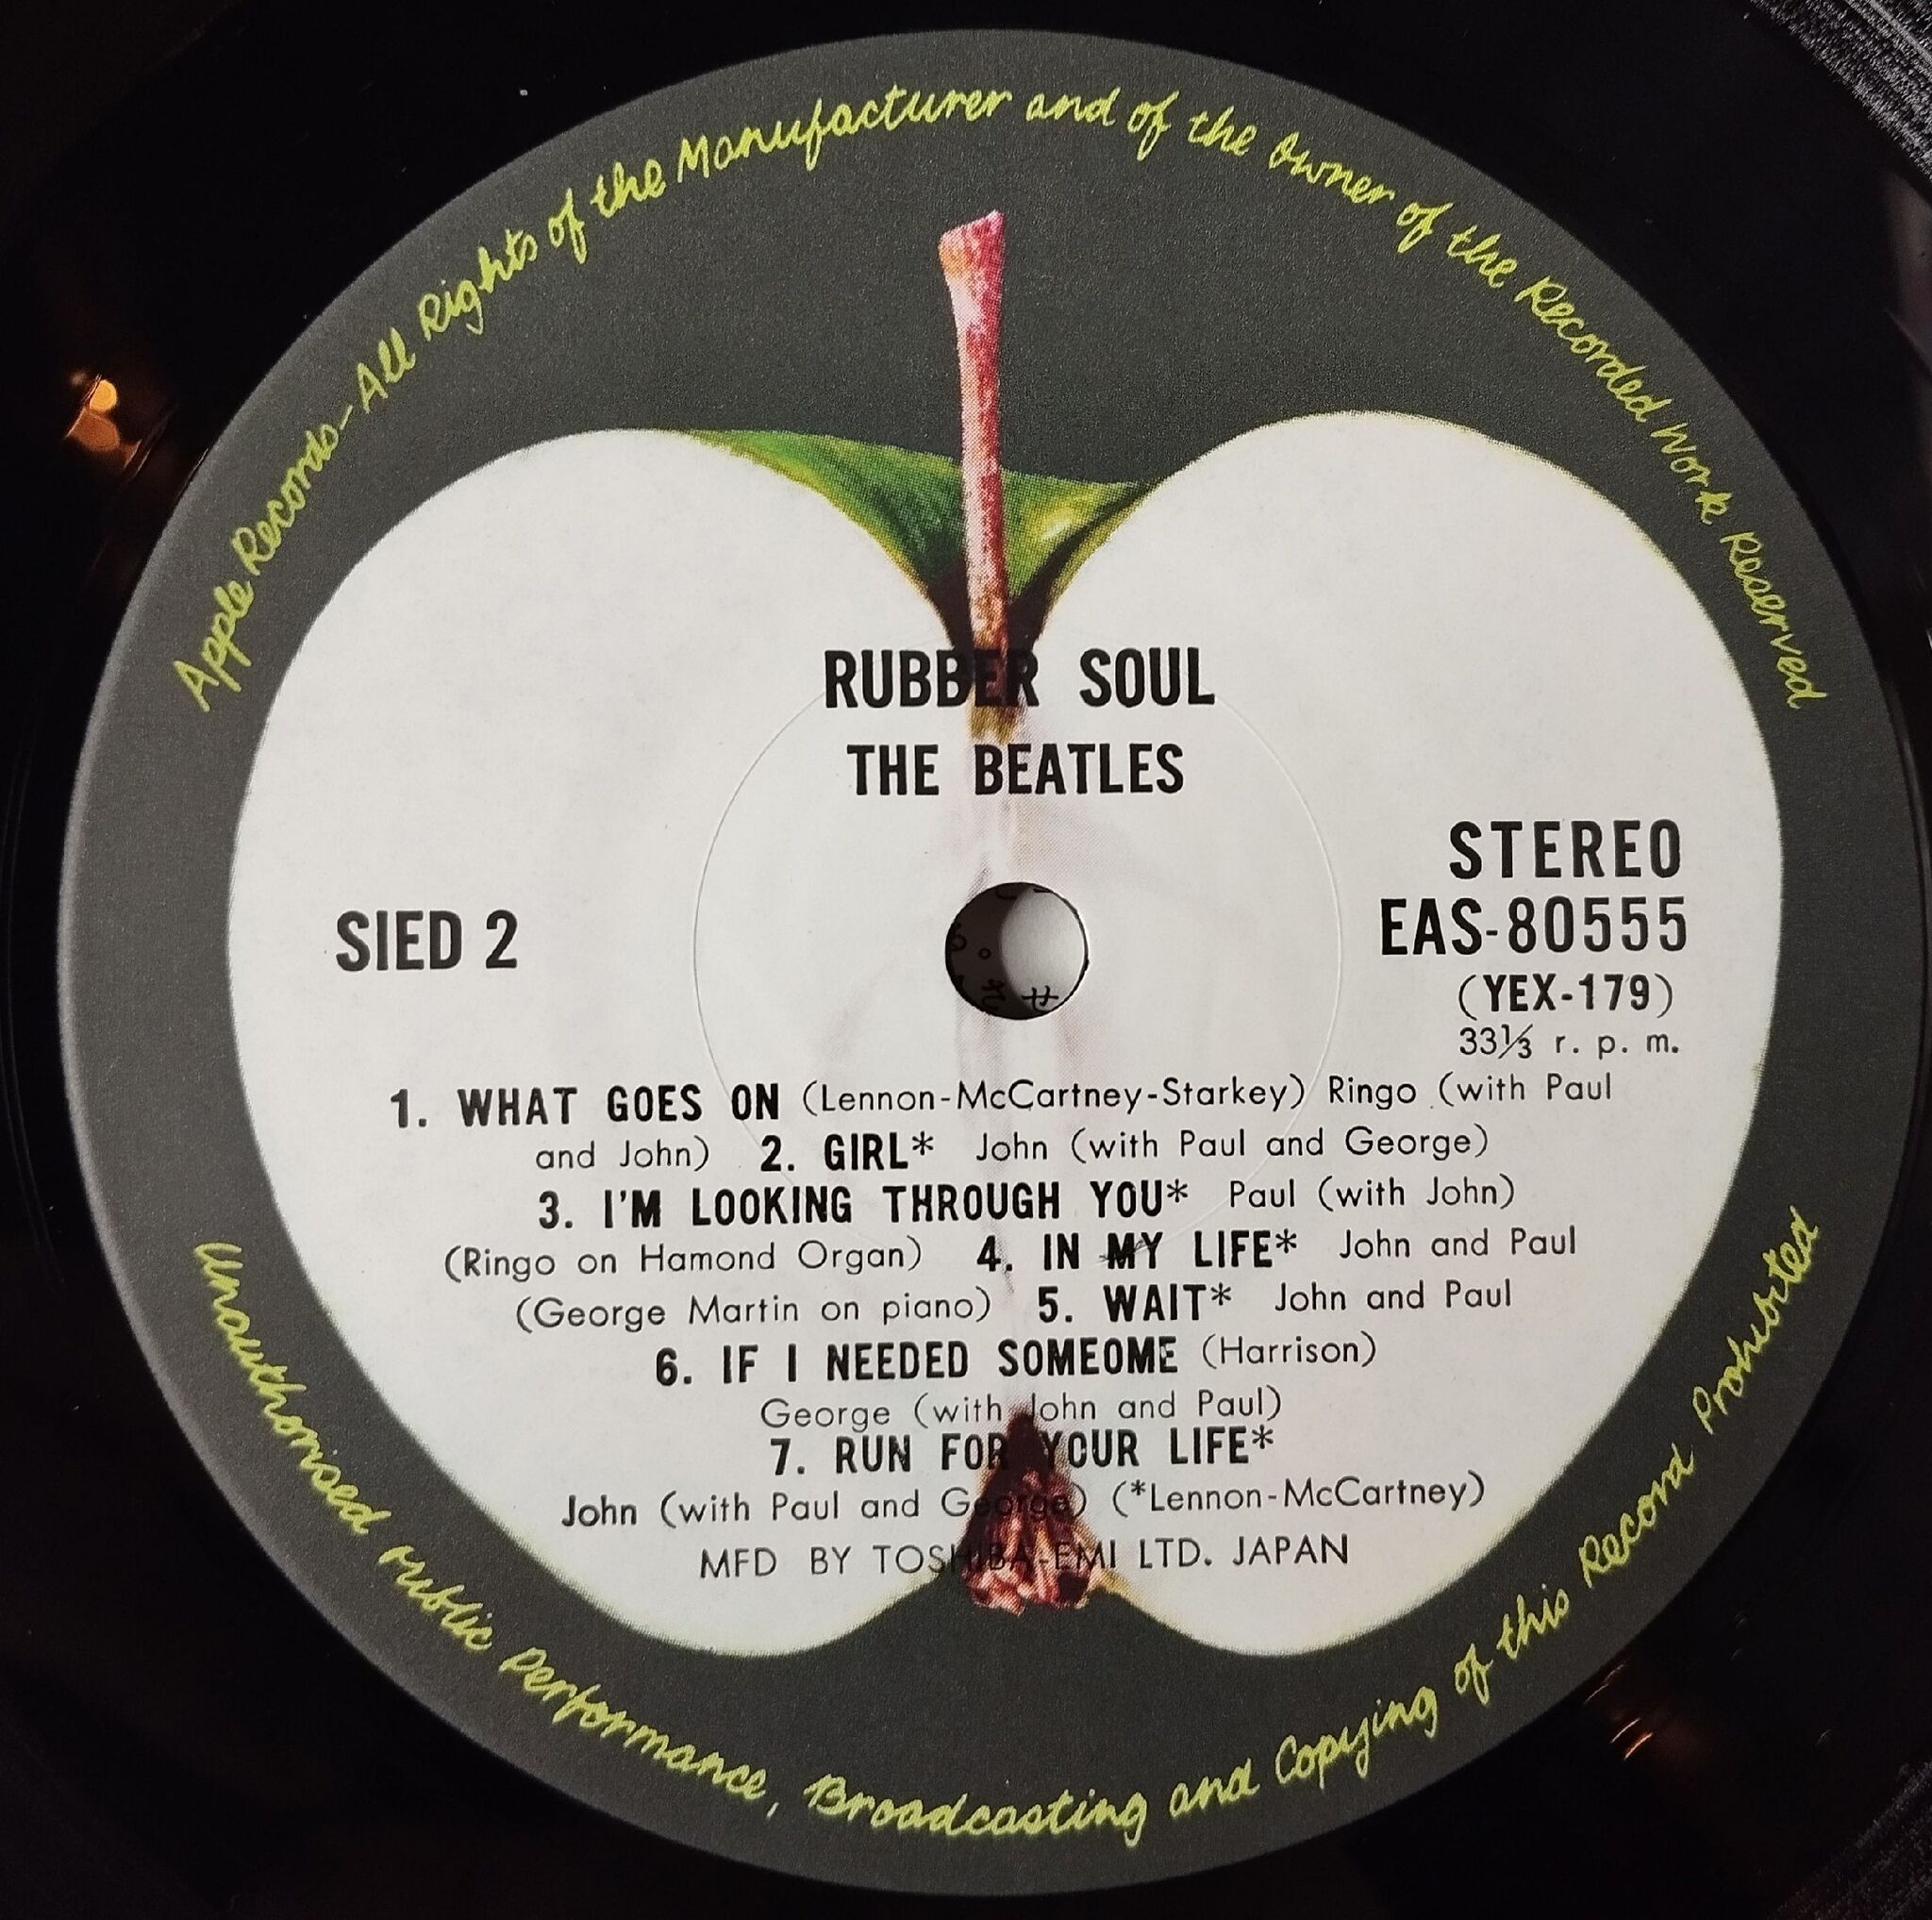 Apple Records-All Rights of the Manufacturer and of the Owner of the Recorded Work Reserved
RUBBER SOUL
THE BEATLES
STEREO
SIED 2
EAS-80555
(YEX-179)
33⅓ r. p. m.
1. WHAT GOES ON (Lennon-McCartney-Starkey) Ringo (with Paul
and John) 2. GIRL* John (with Paul and George)
3. I'M LOOKING THROUGH YOU* Paul (with John)
(Ringo on Hamond Organ) 4. IN MY LIFE* John and Paul
(George Martin on piano) 5. WAIT* John and Paul
6. IF I NEEDED SOMEOME (Harrison)
George (with John and Paul)
7. RUN FOR YOUR LIFE*
John (with Paul and George) (*Lennon-McCartney)
MFD BY TOSHIBA-EMI LTD. JAPAN
Unauthorised Public Performance, Broadcasting and Copying of this Record Prohibited